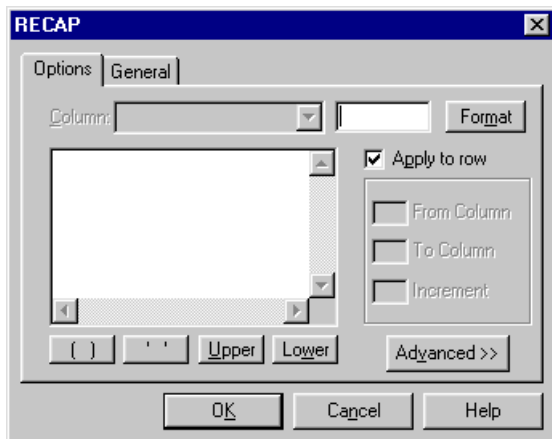 RECAP
Options General
Column: Format
Apply to row
From Column
To Column
Increment
( ) ' ' Upper Lower Advanced >>
OK Cancel Help